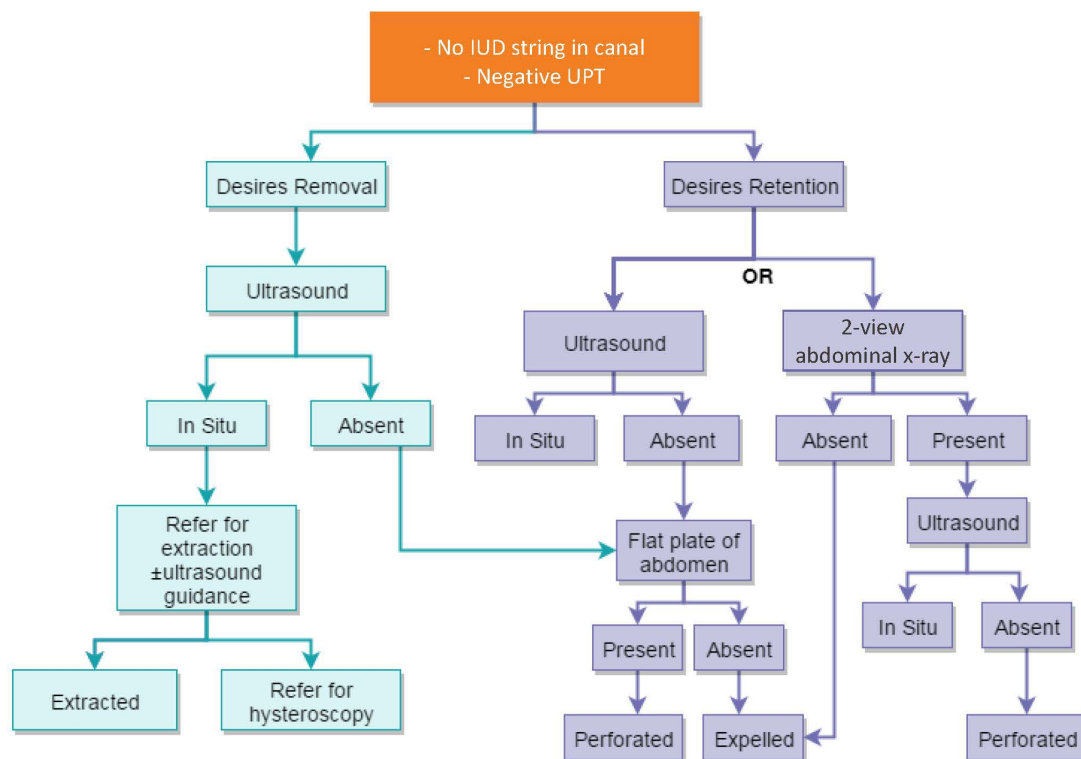 - No IUD string in canal
- Negative UPT
Desires Removal
Desires Retention
Ultrasound
OR
Ultrasound
2-view
abdominal x-ray
In Situ
Absent
In Situ
Absent
Absent
Present
Refer for
extraction
±ultrasound
guidance
Flat plate of
abdomen
Ultrasound
In Situ
Absent
Present
Absent
Extracted
Refer for
hysteroscopy
Perforated
Expelled
Perforated